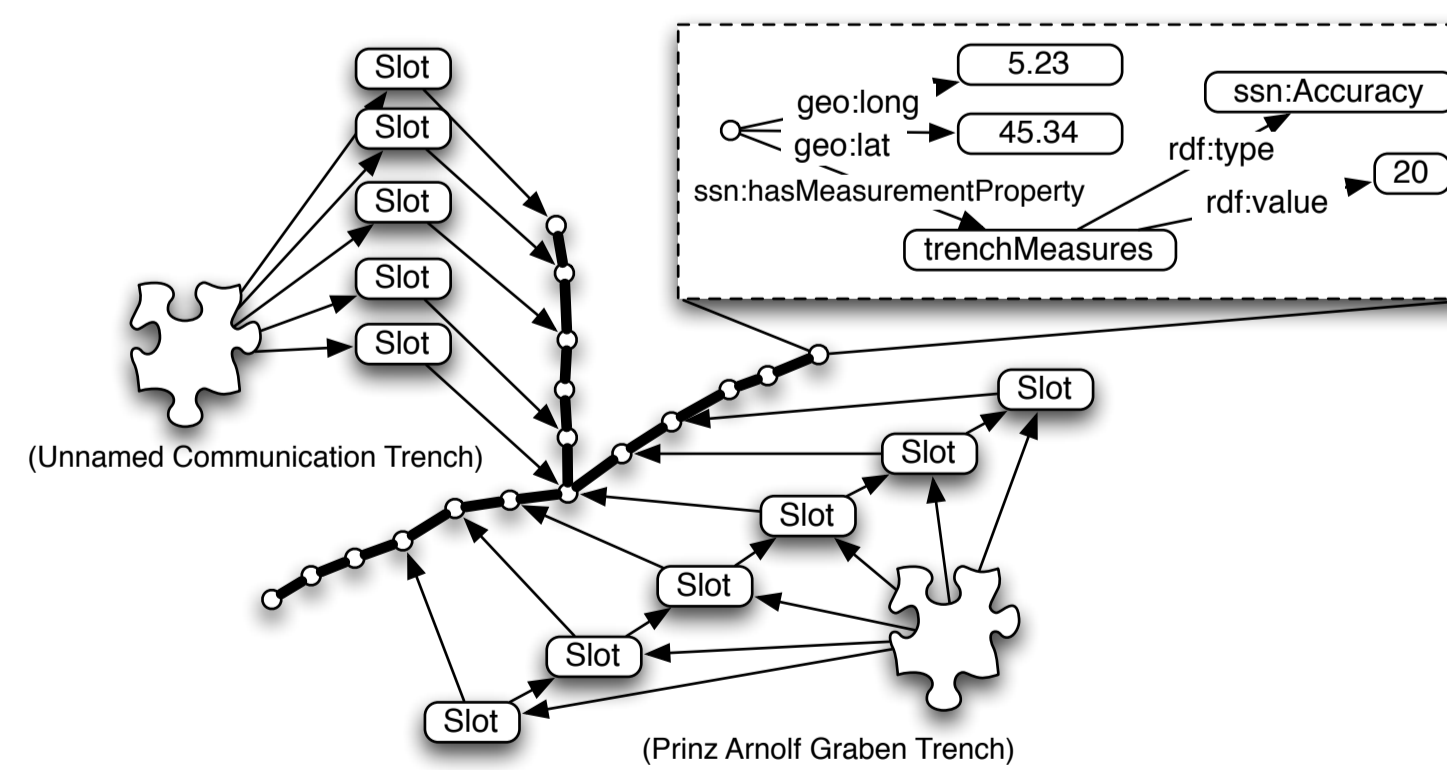 Slot
Slot
Slot
Slot
Slot
(Unnamed Communication Trench)
5.23
geo:long
45.34
geo:lat
ssn:Accuracy
rdf:type
20
ssn:hasMeasurementProperty
rdf:value
trenchMeasures
Slot
Slot
Slot
Slot
Slot
Slot
(Prinz Arnolf Graben Trench)